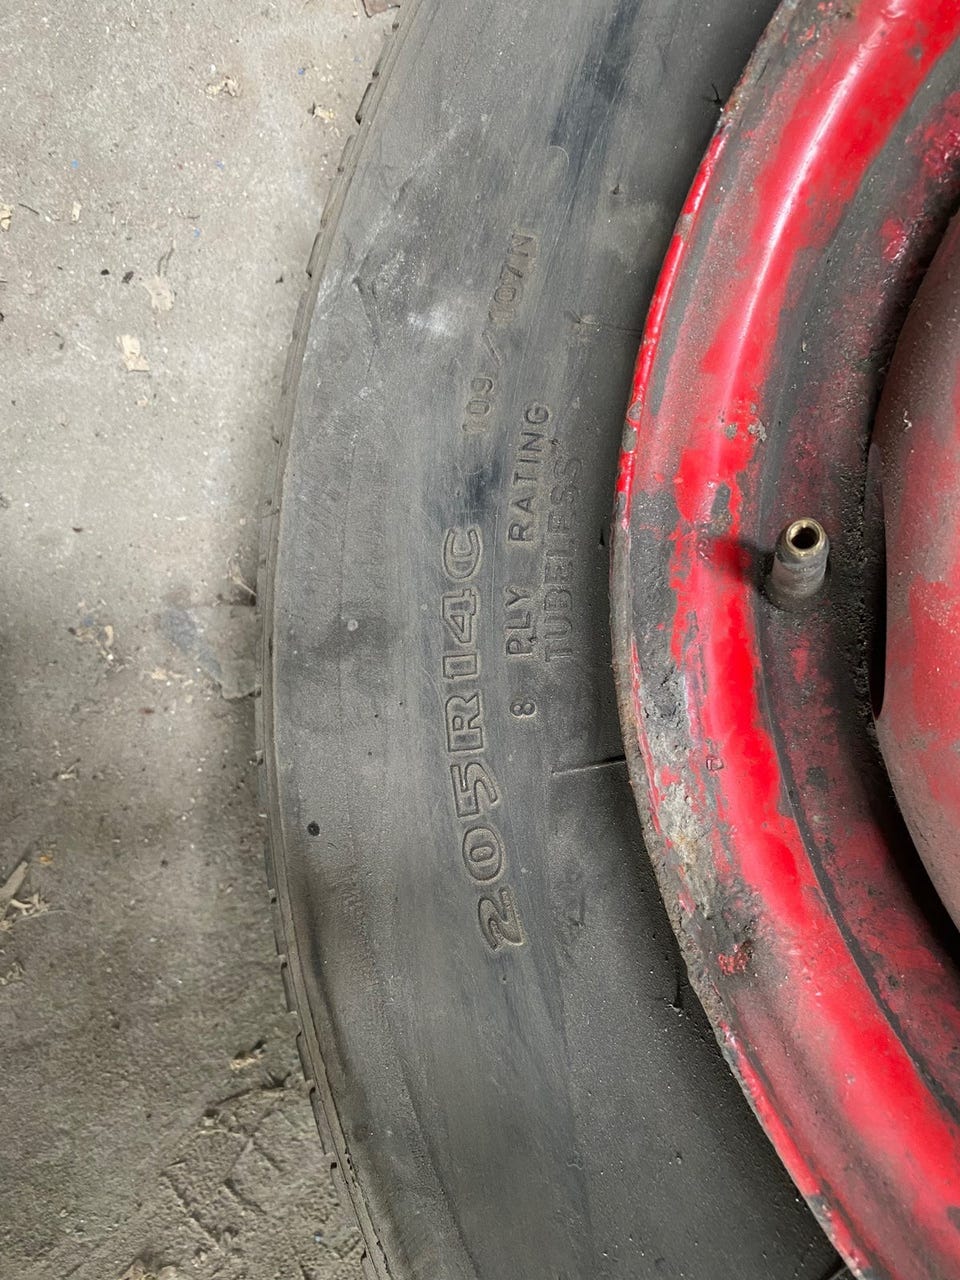 205R14C 109/107N
8 PLY RATING
TUBELESS